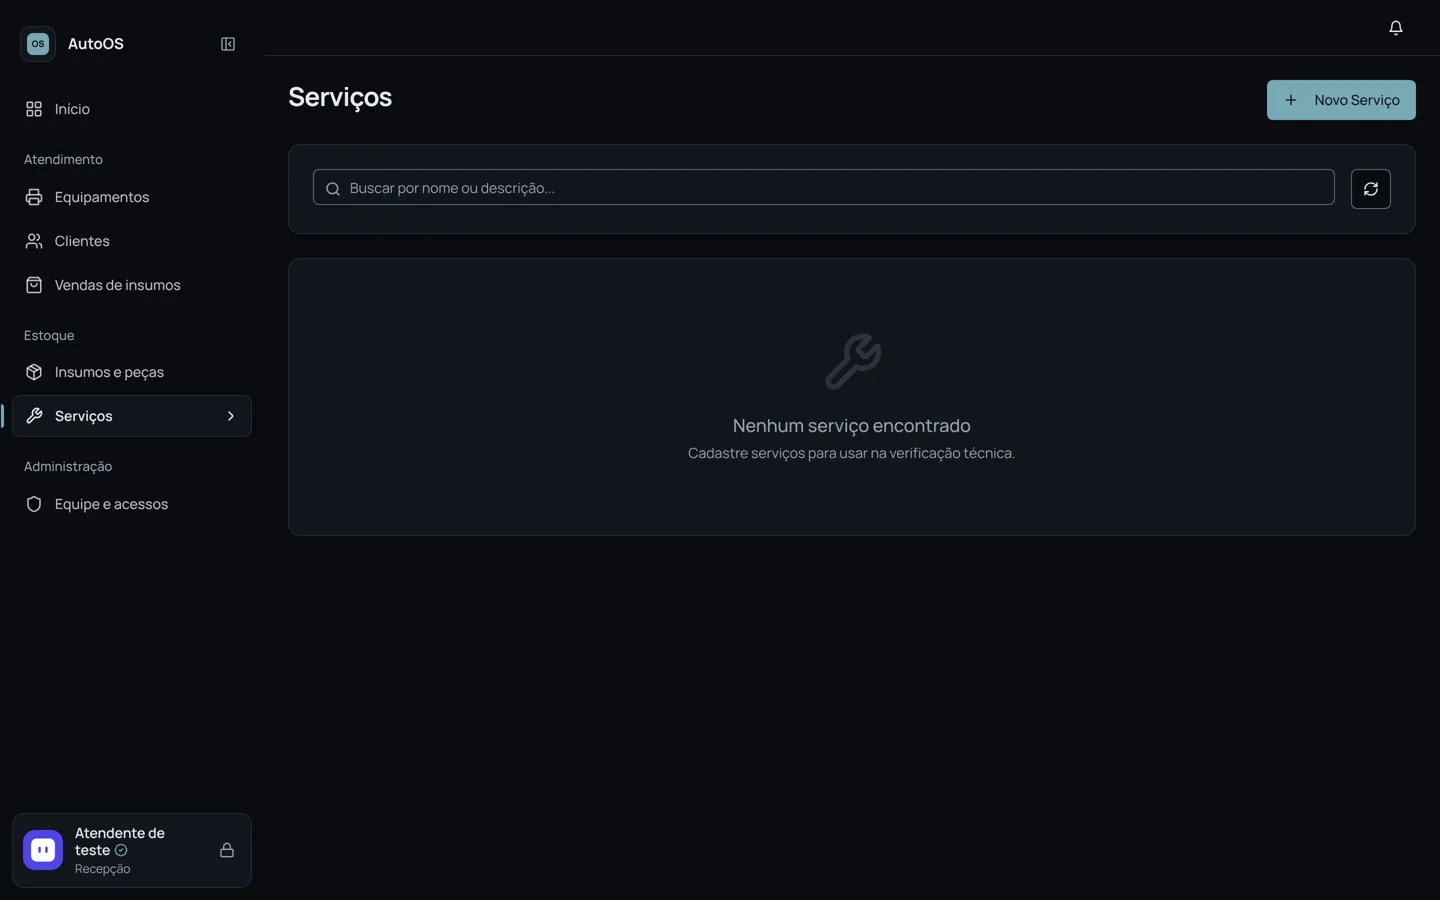 OS
AutoOS
Início
Atendimento
Equipamentos
Clientes
Vendas de insumos
Estoque
Insumos e peças
Serviços
Administração
Equipe e acessos
Atendente de
teste
Recepção
Serviços
Novo Serviço
Buscar por nome ou descrição...
Nenhum serviço encontrado
Cadastre serviços para usar na verificação técnica.